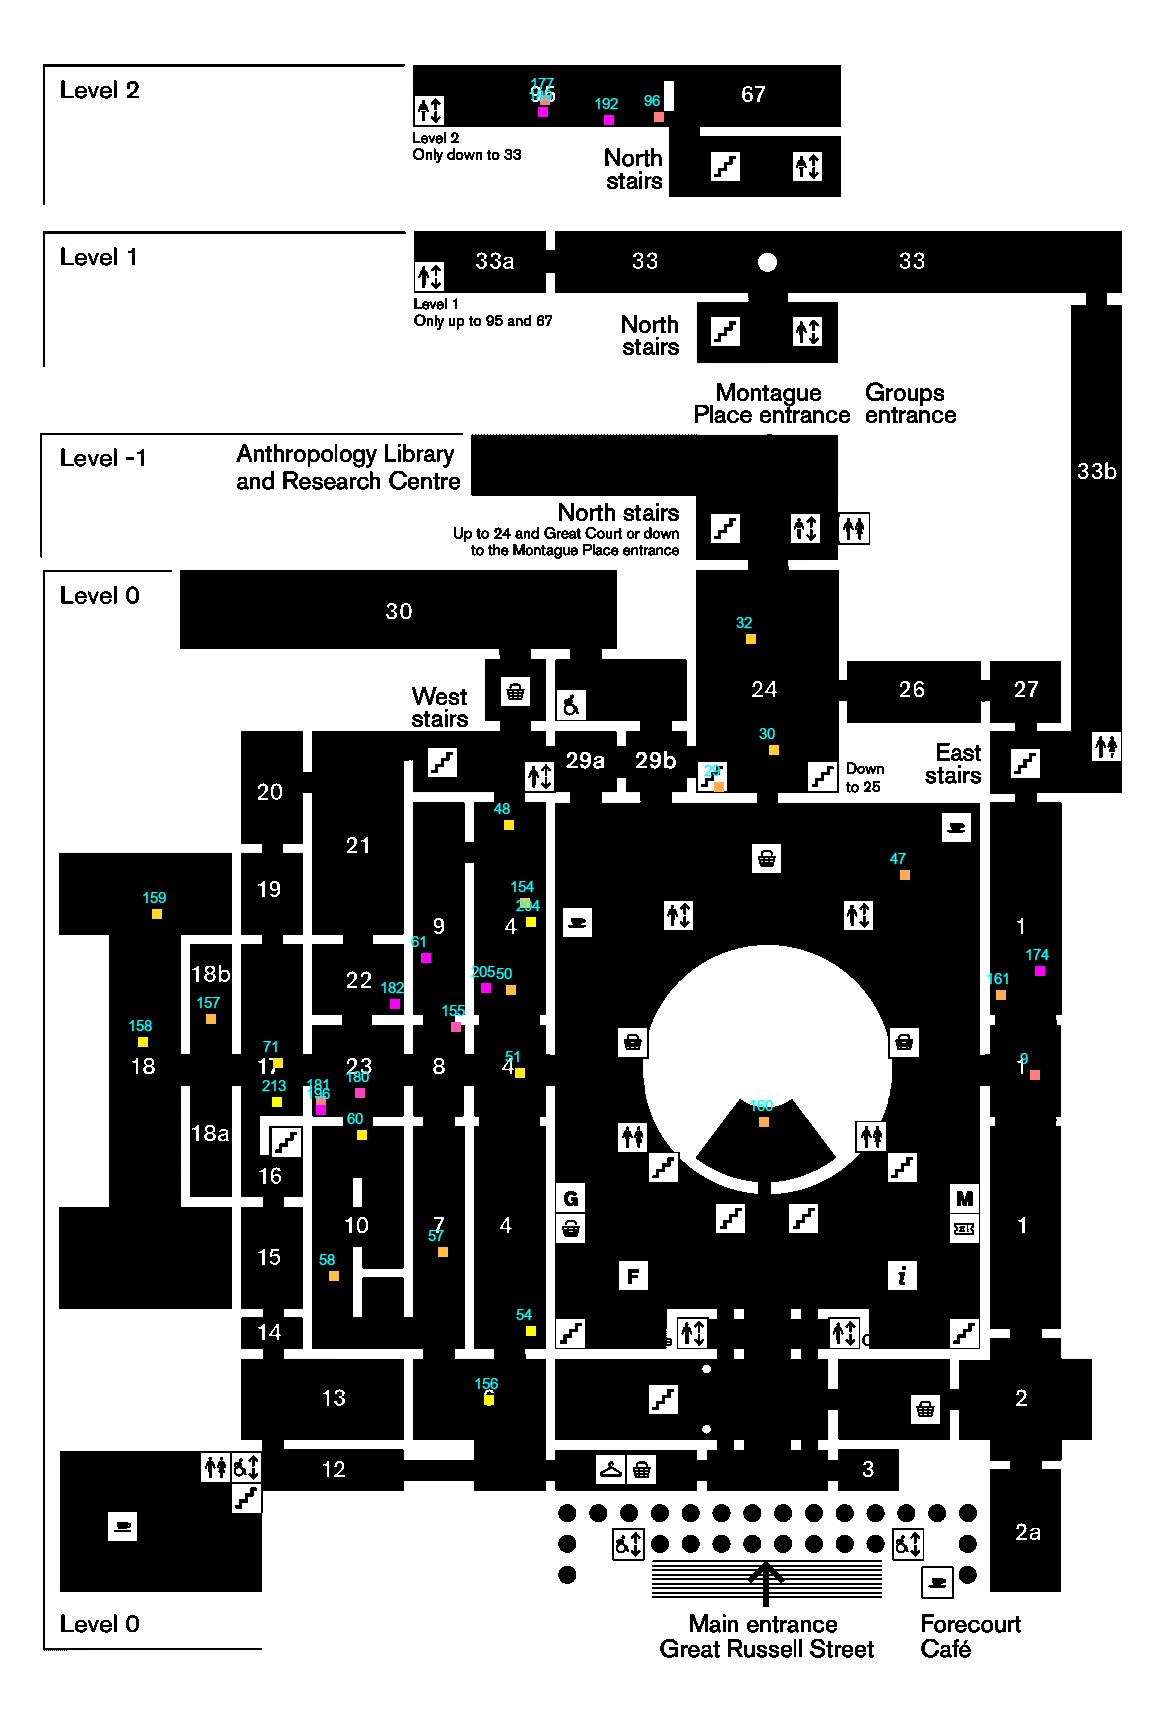 Level 2
177
95
192
96
67
Level 2
Only down to 33
North
stairs
Level 1
33a
33
33
Level 1
Only up to 95 and 67
North
stairs
Montague
Place entrance
Groups
entrance
Level -1
Anthropology Library
and Research Centre
33b
North stairs
Up to 24 and Great Court or down
to the Montague Place entrance
Level 0
30
32
West
stairs
24
26
27
30
29a
29b
29
East
stairs
Down
to 25
20
48
21
47
19
154
159
204
9
4
1
61
18b
22
205
50
174
182
161
157
155
158
71
51
9
18
17
23
8
4
1
213
181
180
196
160
60
18a
16
G
M
10
7
4
1
57
15
58
F
i
54
14
156
13
6
2
12
3
2a
Main entrance
Great Russell Street
Forecourt
Café
Level 0